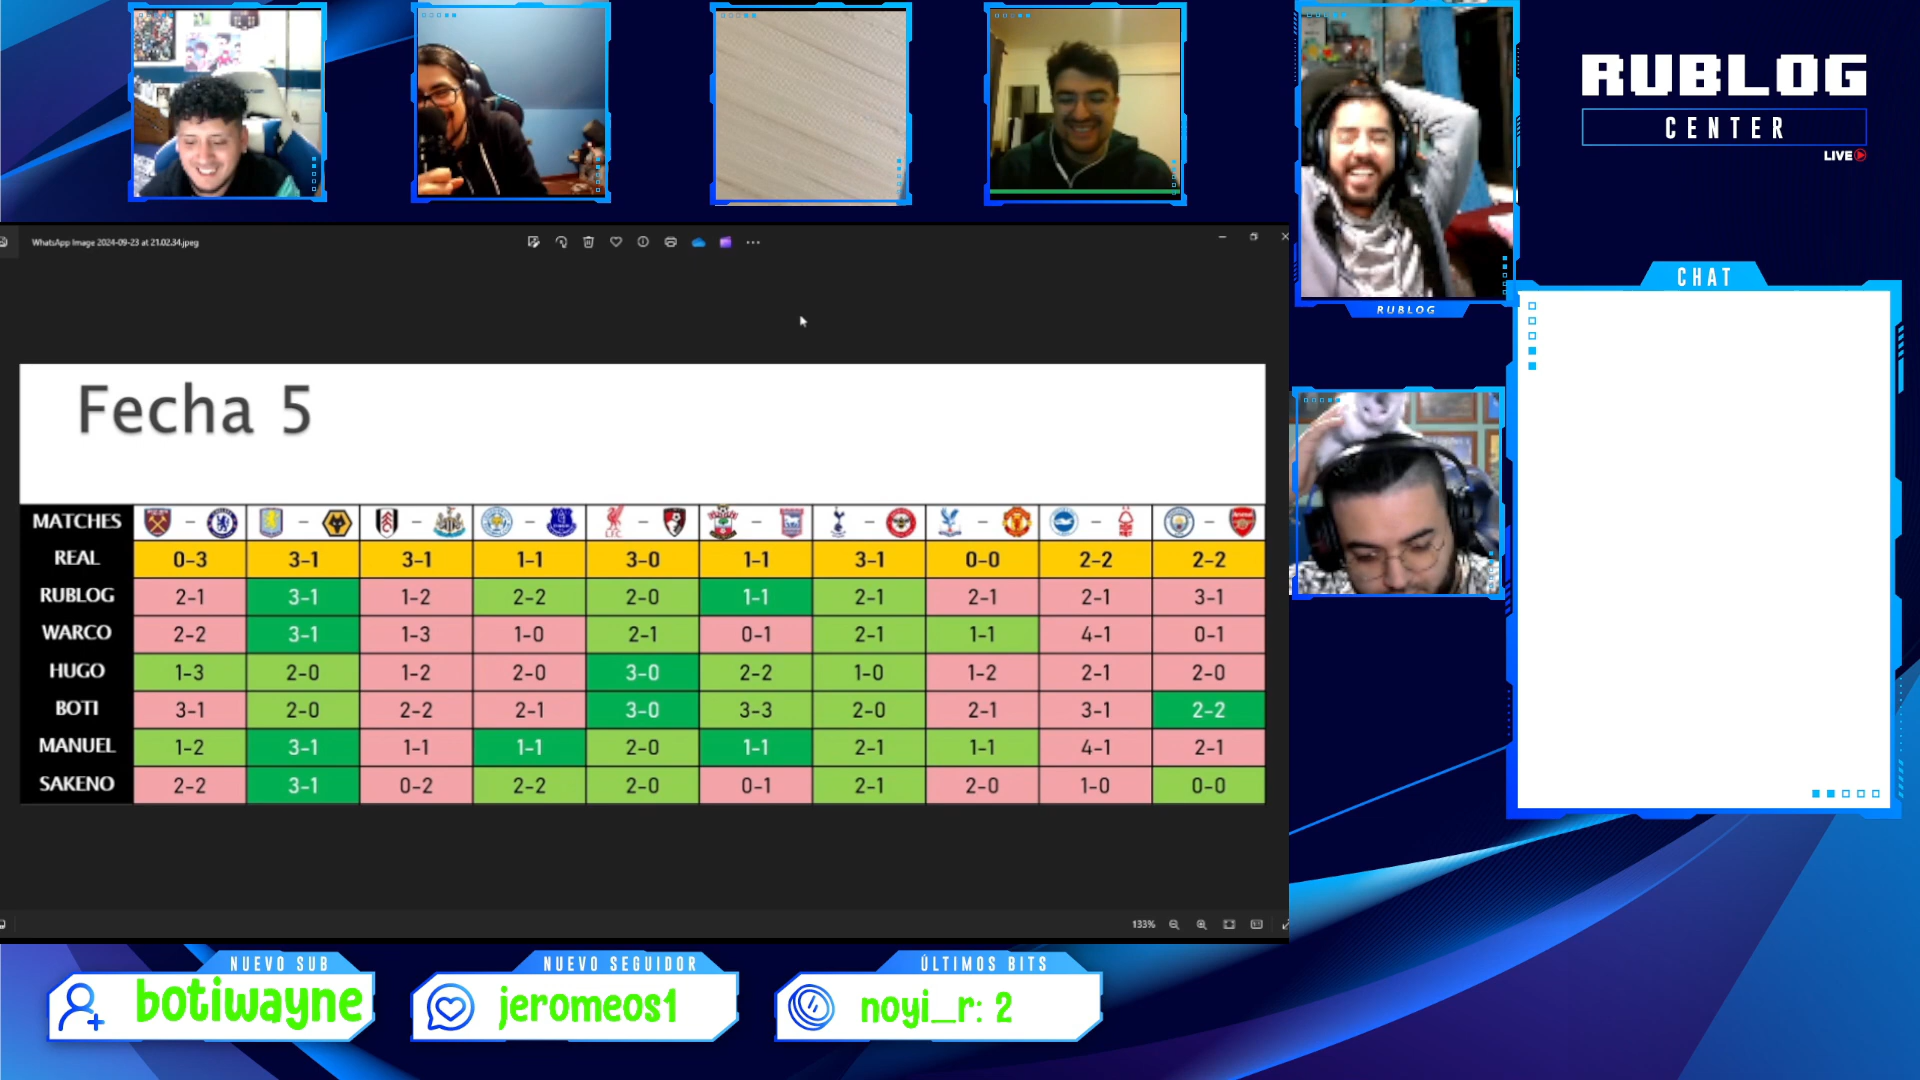 RUBLOG
CENTER
LIVE
WhatsApp Image 2024-09-23 at 21.02.34.jpeg
CHAT
RUBLOG
Fecha 5
MATCHES - - - - - - - - - -
REAL 0-3 3-1 3-1 1-1 3-0 1-1 3-1 0-0 2-2 2-2
RUBLOG 2-1 3-1 1-2 2-2 2-0 1-1 2-1 2-1 2-1 3-1
WARCO 2-2 3-1 1-3 1-0 2-1 0-1 2-1 1-1 4-1 0-1
HUGO 1-3 2-0 1-2 2-0 3-0 2-2 1-0 1-2 2-1 2-0
BOTI 3-1 2-0 2-2 2-1 3-0 3-3 2-0 2-1 3-1 2-2
MANUEL 1-2 3-1 1-1 1-1 2-0 1-1 2-1 1-1 4-1 2-1
SAKENO 2-2 3-1 0-2 2-2 2-0 0-1 2-1 2-0 1-0 0-0
133%
NUEVO SUB
botiwayne
NUEVO SEGUIDOR
jeromeos1
ÚLTIMOS BITS
noyi_r: 2